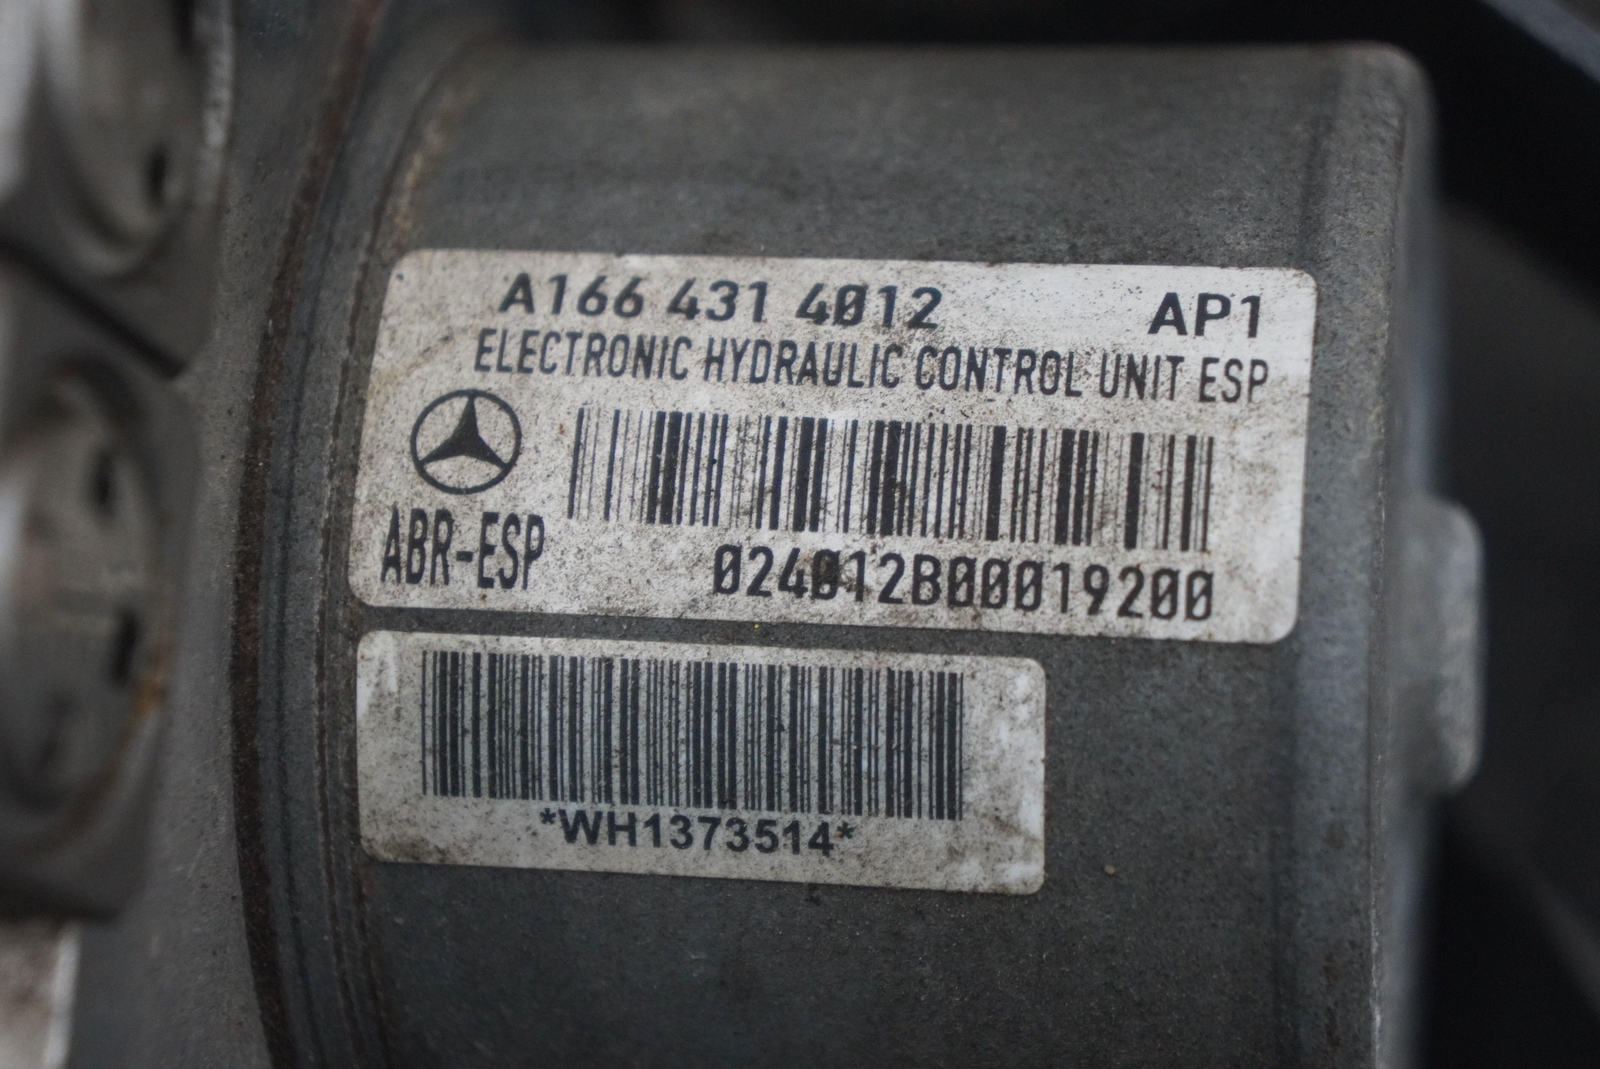 A166 431 4012 AP1
ELECTRONIC HYDRAULIC CONTROL UNIT ESP
ABR-ESP
024012B00019200
*WH1373514*